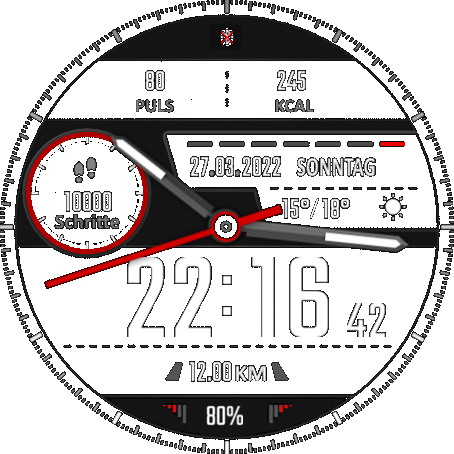 80 245
PULS KCAL
27.03.2022 SONNTAG
10000
Schritte
15°/18°
22:16 42
12.00 KM
80%